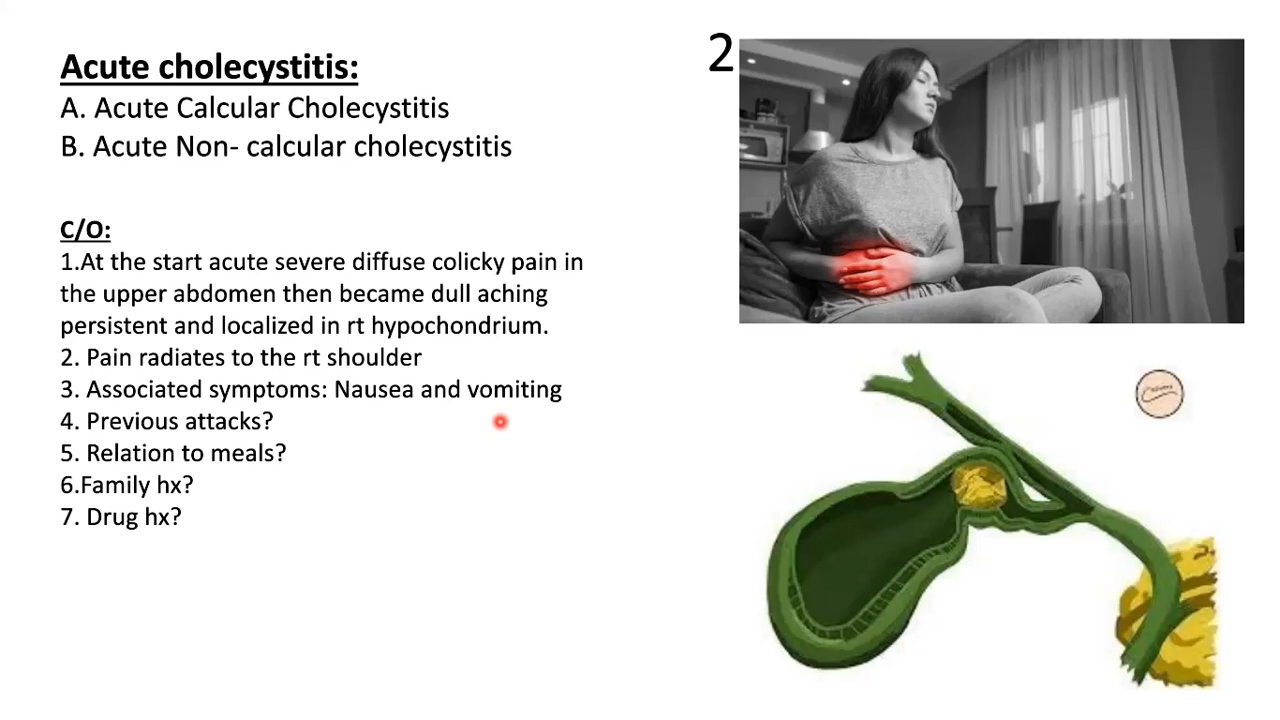 Acute cholecystitis:
A. Acute Calcular Cholecystitis
B. Acute Non- calcular cholecystitis
C/O:
1.At the start acute severe diffuse colicky pain in
the upper abdomen then became dull aching
persistent and localized in rt hypochondrium.
2. Pain radiates to the rt shoulder
3. Associated symptoms: Nausea and vomiting
4. Previous attacks?
5. Relation to meals?
6.Family hx?
7. Drug hx?
2